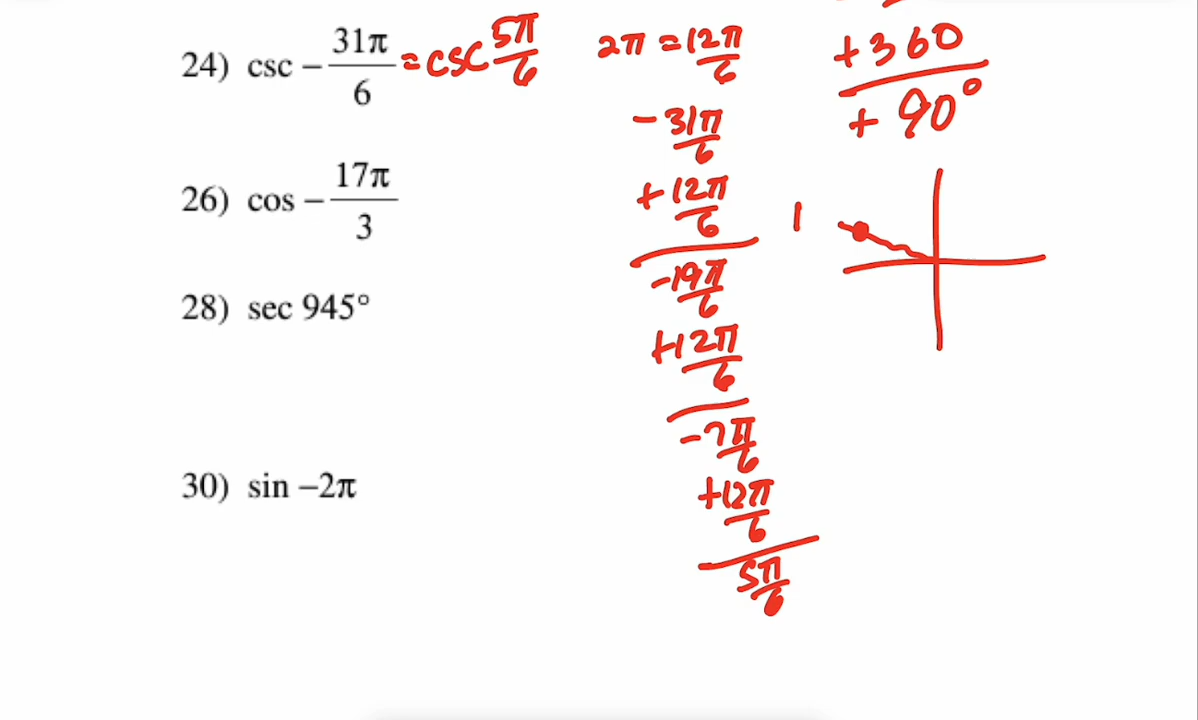 24) csc − 31π/6 = csc 5π/6
26) cos − 17π/3
28) sec 945°
30) sin −2π
2π = 12π/6
− 31π/6
+ 12π/6
−19π/6
+12π/6
−7π/6
+12π/6
5π/6
+360
+ 90°
1